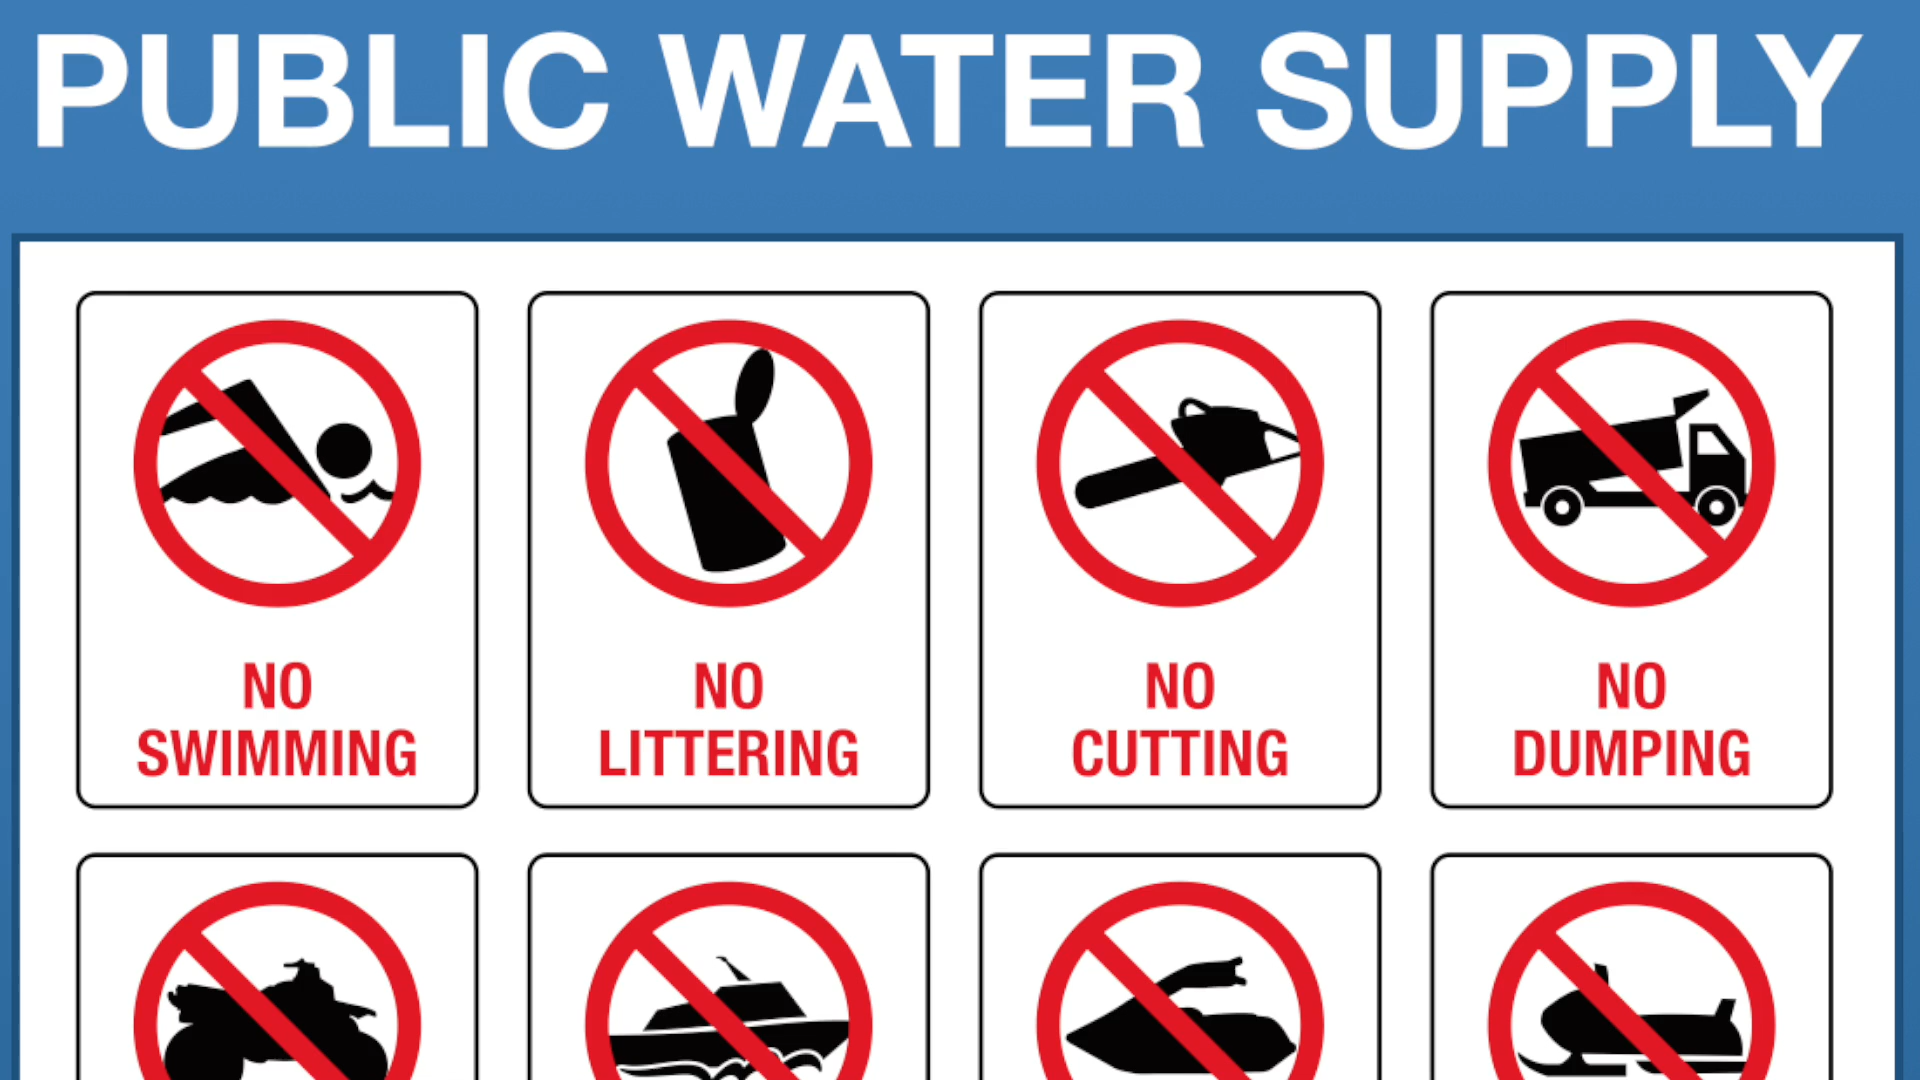 PUBLIC WATER SUPPLY
NO
SWIMMING
NO
LITTERING
NO
CUTTING
NO
DUMPING